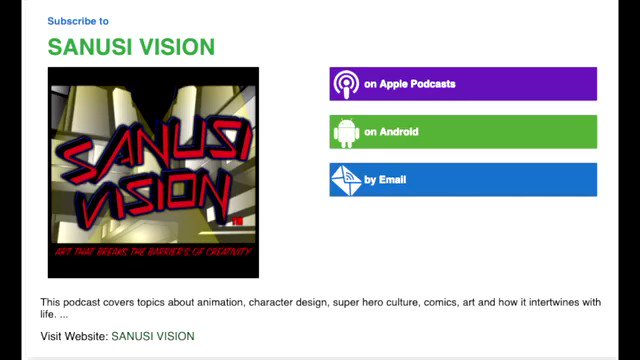 Subscribe to
SANUSI VISION
SANUSI
VISION
ART THAT BREAKS THE BARRIER'S OF CREATIVITY
on Apple Podcasts
on Android
by Email
This podcast covers topics about animation, character design, super hero culture, comics, art and how it intertwines with
life. ...
Visit Website: SANUSI VISION